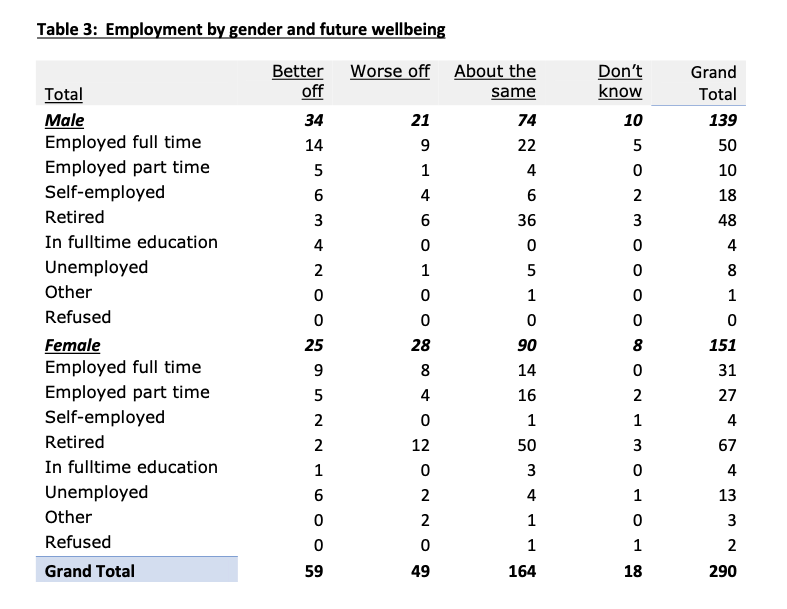 Table 3: Employment by gender and future wellbeing
Total Better off Worse off About the same Don't know Grand Total
Male 34 21 74 10 139
Employed full time 14 9 22 5 50
Employed part time 5 1 4 0 10
Self-employed 6 4 6 2 18
Retired 3 6 36 3 48
In fulltime education 4 0 0 0 4
Unemployed 2 1 5 0 8
Other 0 0 1 0 1
Refused 0 0 0 0 0
Female 25 28 90 8 151
Employed full time 9 8 14 0 31
Employed part time 5 4 16 2 27
Self-employed 2 0 1 1 4
Retired 2 12 50 3 67
In fulltime education 1 0 3 0 4
Unemployed 6 2 4 1 13
Other 0 2 1 0 3
Refused 0 0 1 1 2
Grand Total 59 49 164 18 290